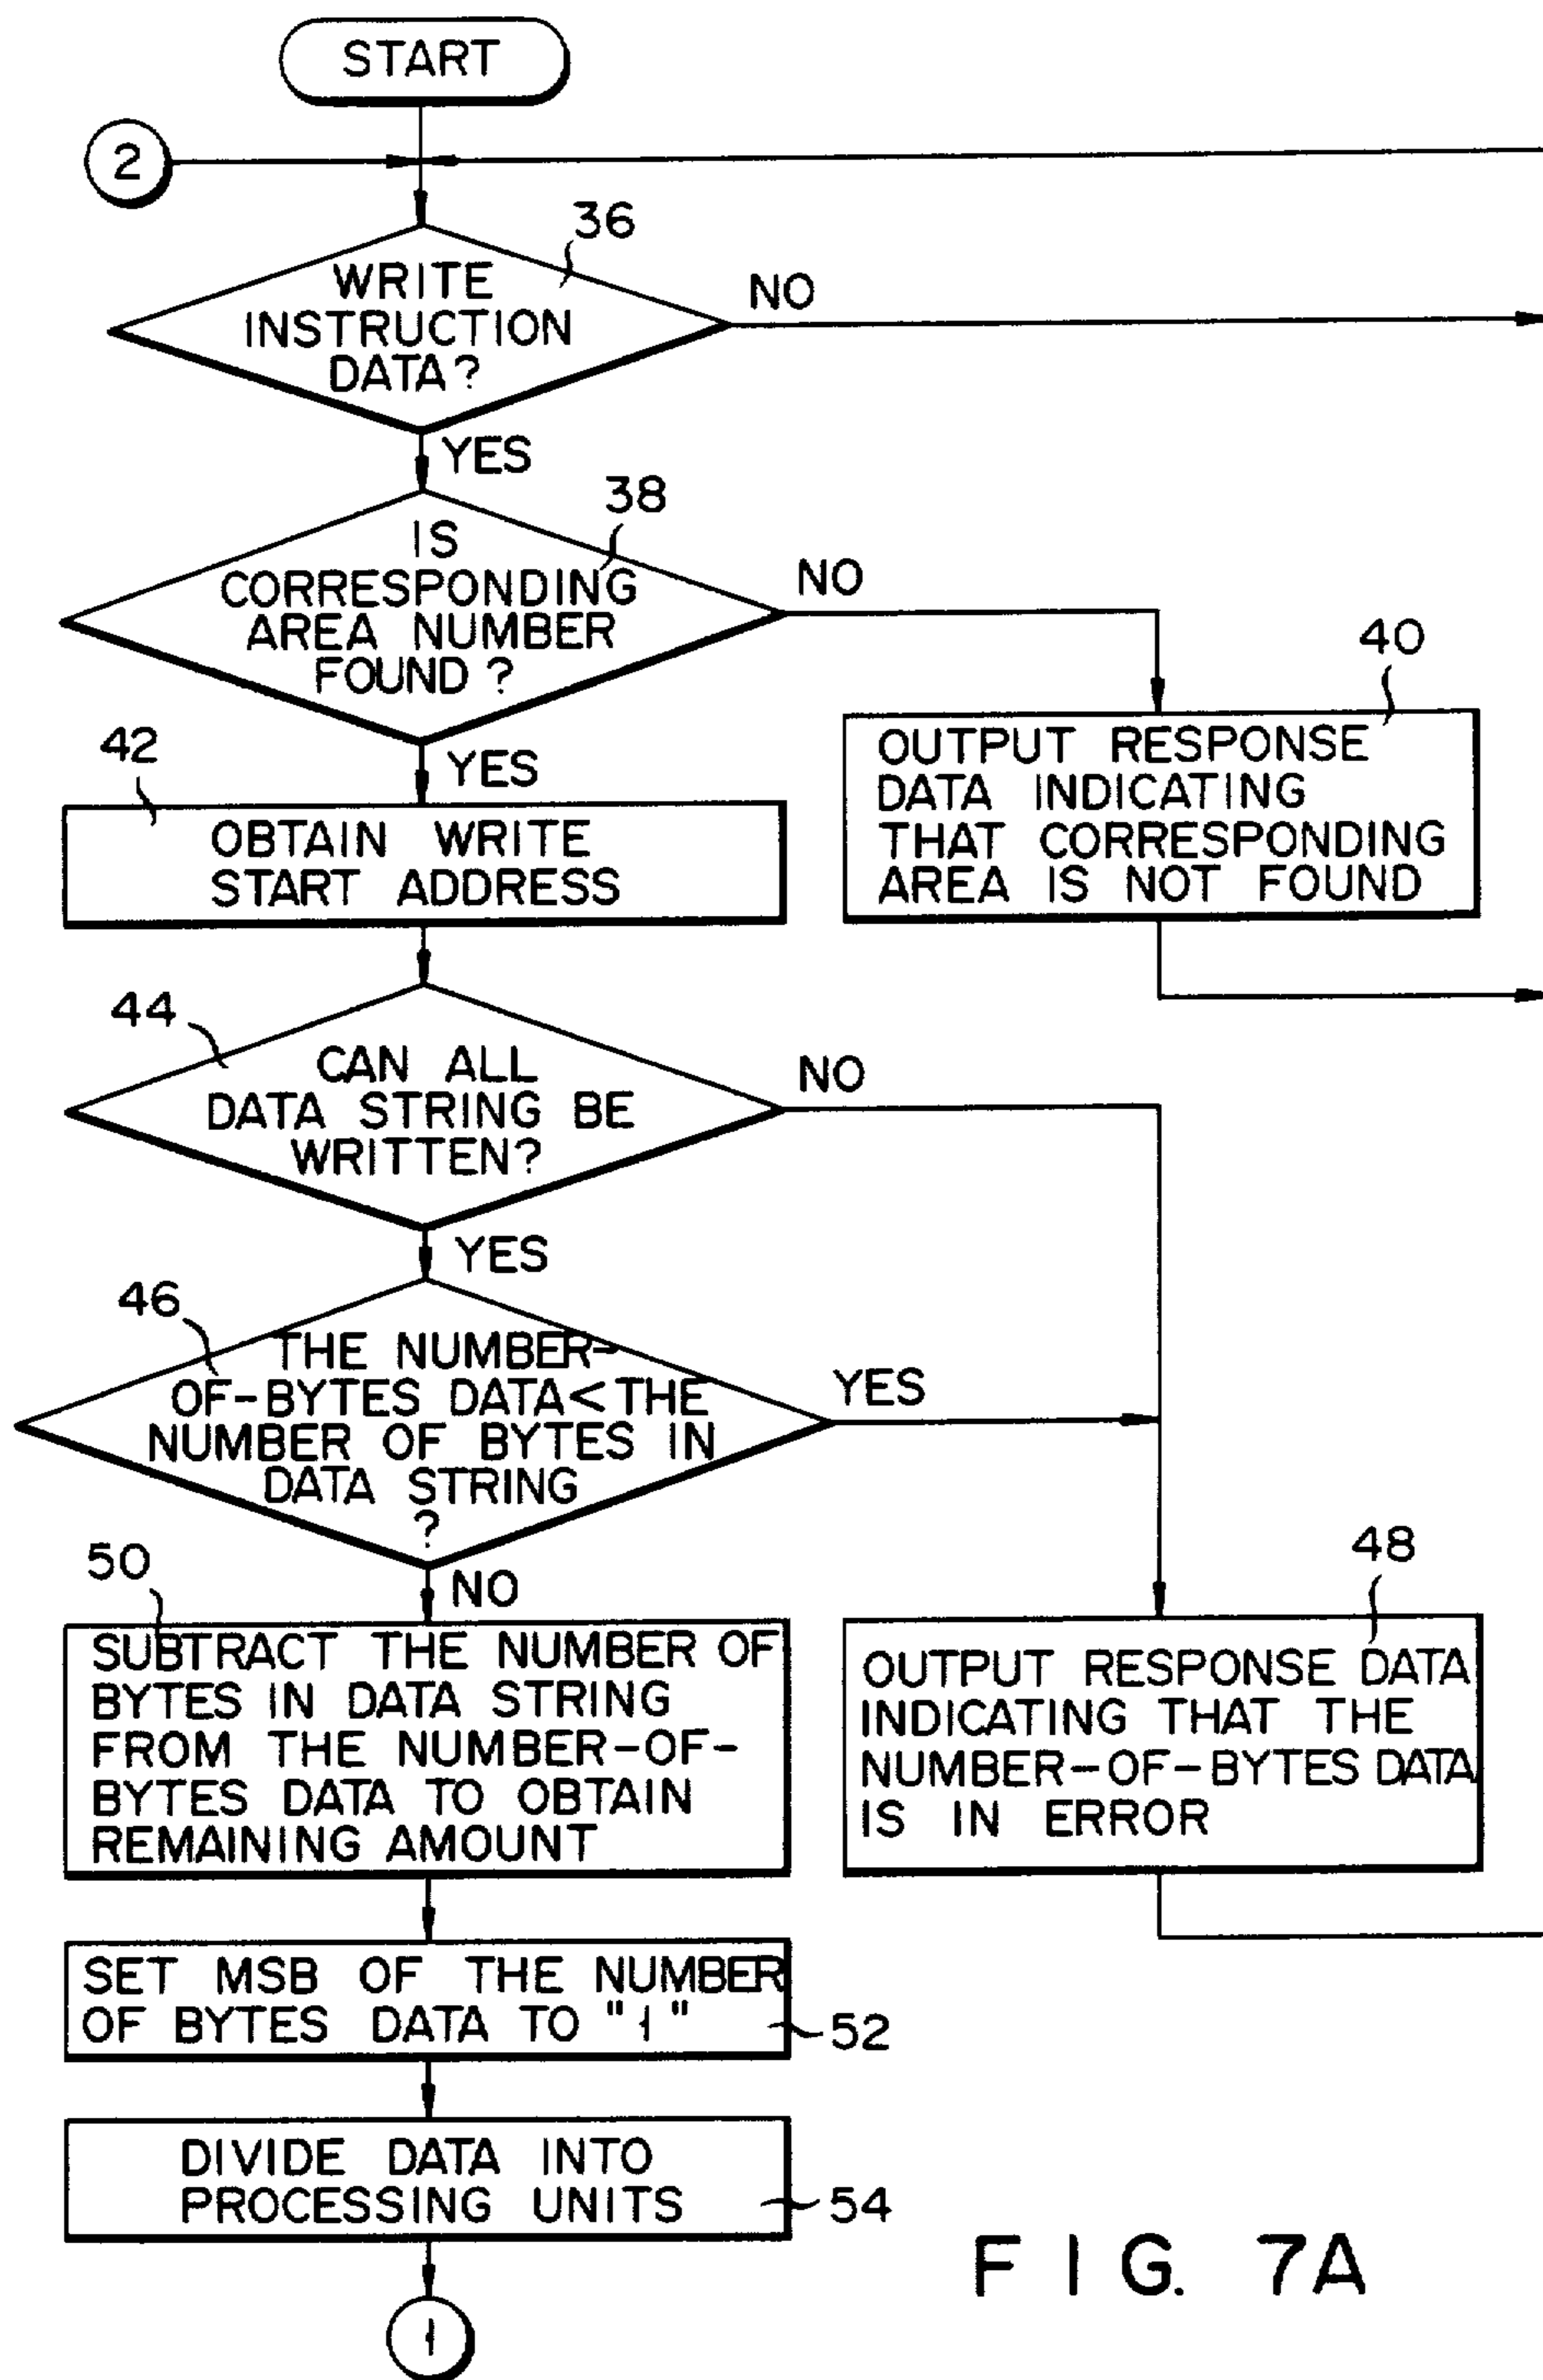 START
2
36
WRITE
INSTRUCTION
DATA?
NO
YES
38
IS
CORRESPONDING
AREA NUMBER
FOUND?
NO
YES
40
OUTPUT RESPONSE
DATA INDICATING
THAT CORRESPONDING
AREA IS NOT FOUND
42
OBTAIN WRITE
START ADDRESS
44
CAN ALL
DATA STRING BE
WRITTEN?
NO
YES
46
THE NUMBER-
OF-BYTES DATA<THE
NUMBER OF BYTES IN
DATA STRING
?
YES
NO
48
OUTPUT RESPONSE DATA
INDICATING THAT THE
NUMBER-OF-BYTES DATA
IS IN ERROR
50
SUBTRACT THE NUMBER OF
BYTES IN DATA STRING
FROM THE NUMBER-OF-
BYTES DATA TO OBTAIN
REMAINING AMOUNT
SET MSB OF THE NUMBER
OF BYTES DATA TO "1"
52
DIVIDE DATA INTO
PROCESSING UNITS
54
1
FIG. 7A